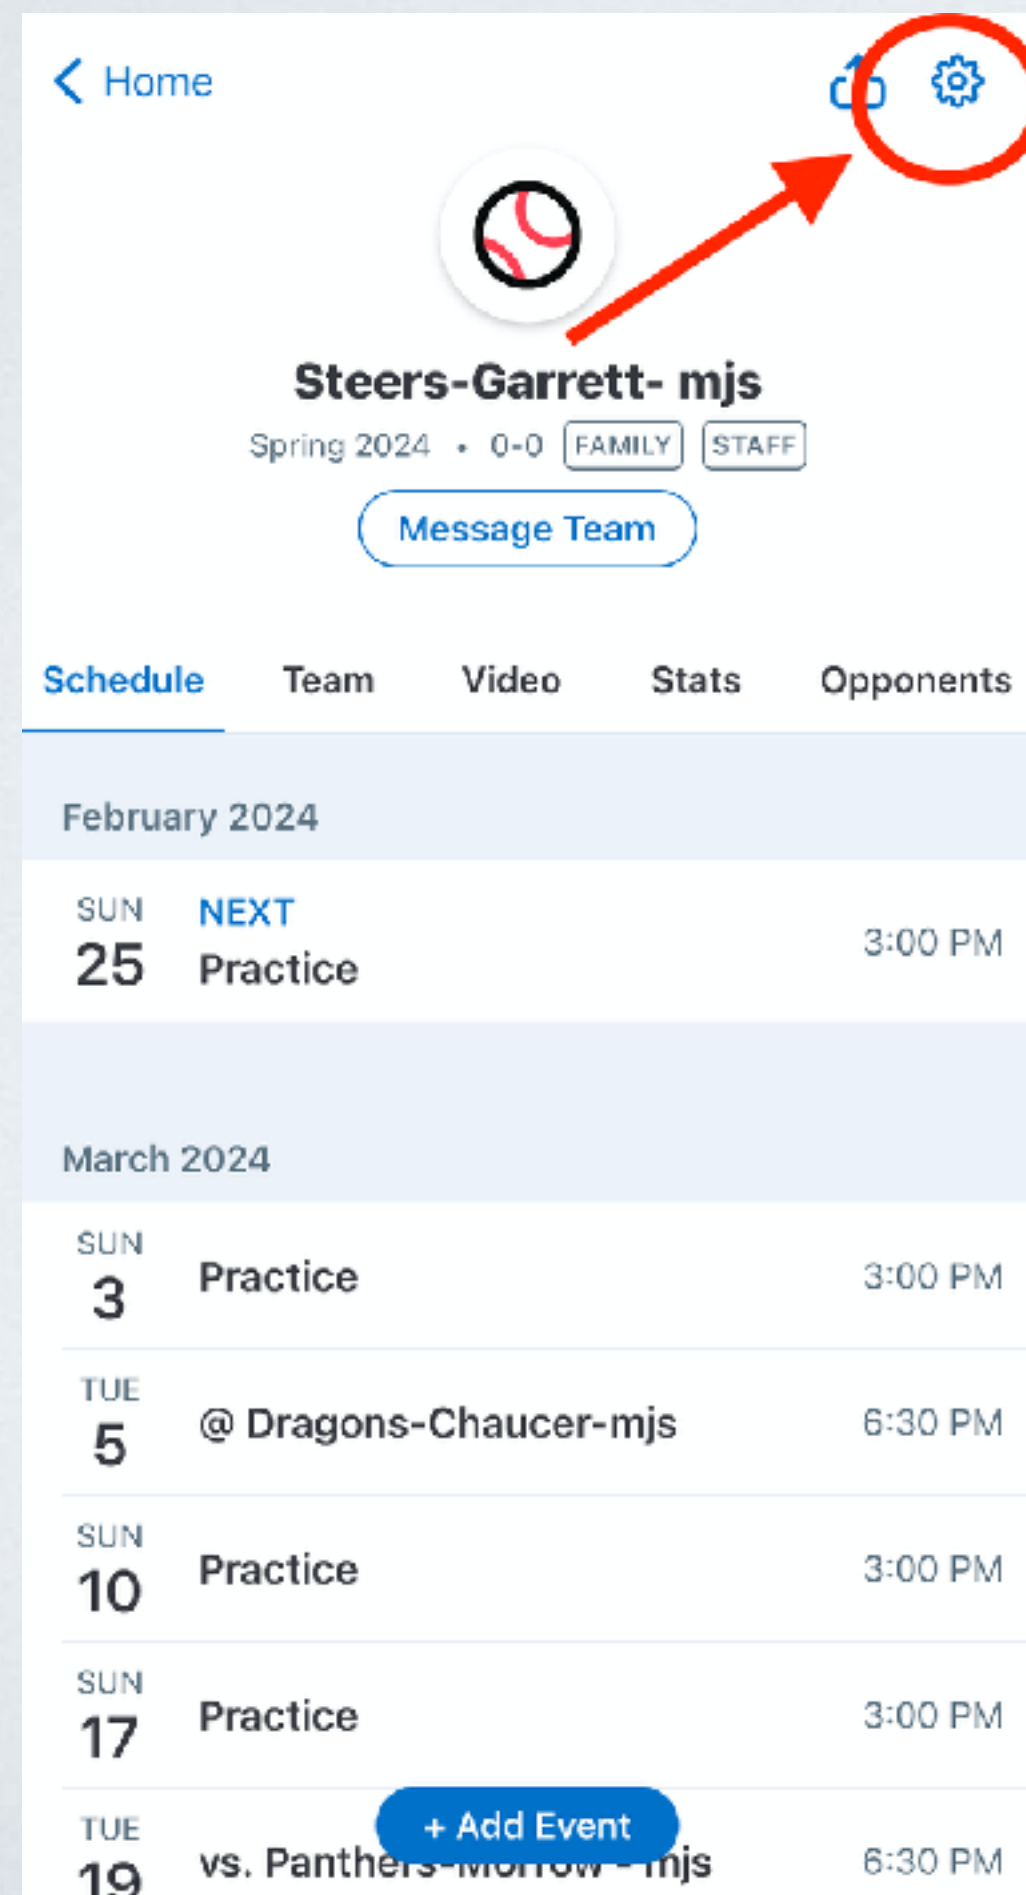 Home
Steers-Garrett- mjs
Spring 2024 • 0-0 FAMILY STAFF
Message Team
Schedule Team Video Stats Opponents
February 2024
SUN
25
NEXT
Practice
3:00 PM
March 2024
SUN
3
Practice
3:00 PM
TUE
5
@ Dragons-Chaucer-mjs
6:30 PM
SUN
10
Practice
3:00 PM
SUN
17
Practice
3:00 PM
+ Add Event
TUE
19
vs. Panthers-Morrow - mjs
6:30 PM